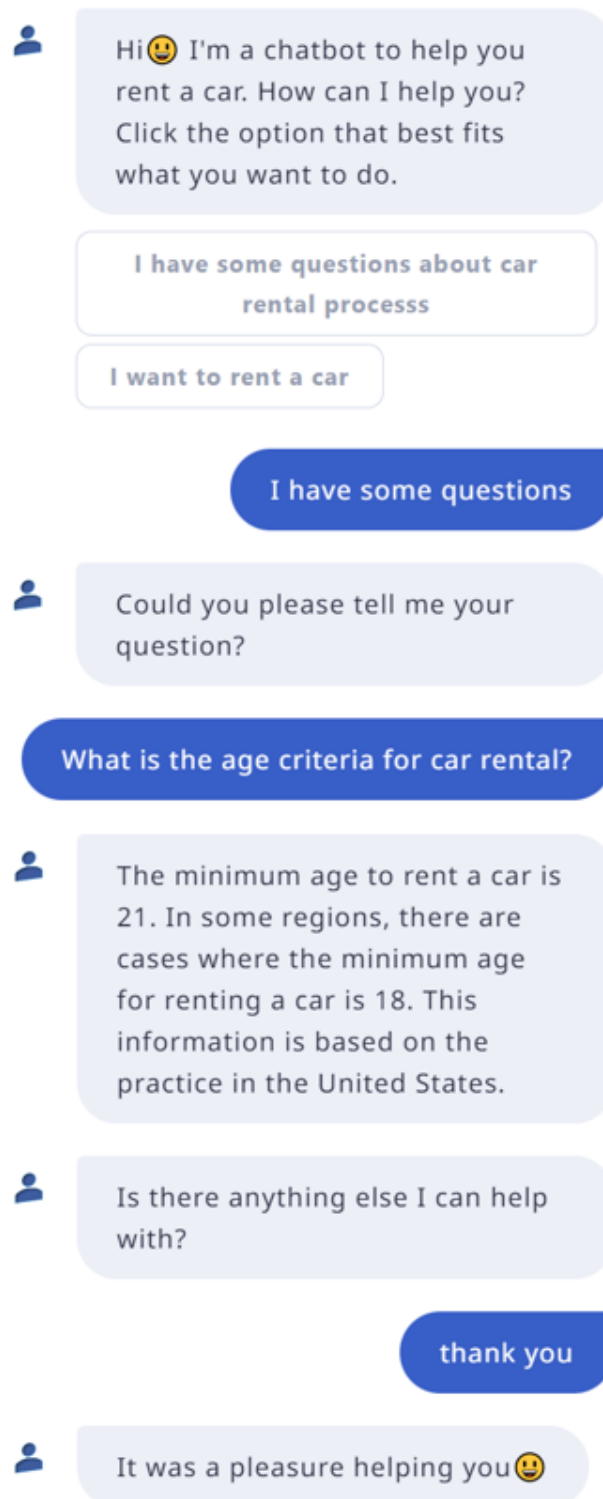 Hi😃 I'm a chatbot to help you
rent a car. How can I help you?
Click the option that best fits
what you want to do.
I have some questions about car
rental processs
I want to rent a car
I have some questions
Could you please tell me your
question?
What is the age criteria for car rental?
The minimum age to rent a car is
21. In some regions, there are
cases where the minimum age
for renting a car is 18. This
information is based on the
practice in the United States.
Is there anything else I can help
with?
thank you
It was a pleasure helping you😃